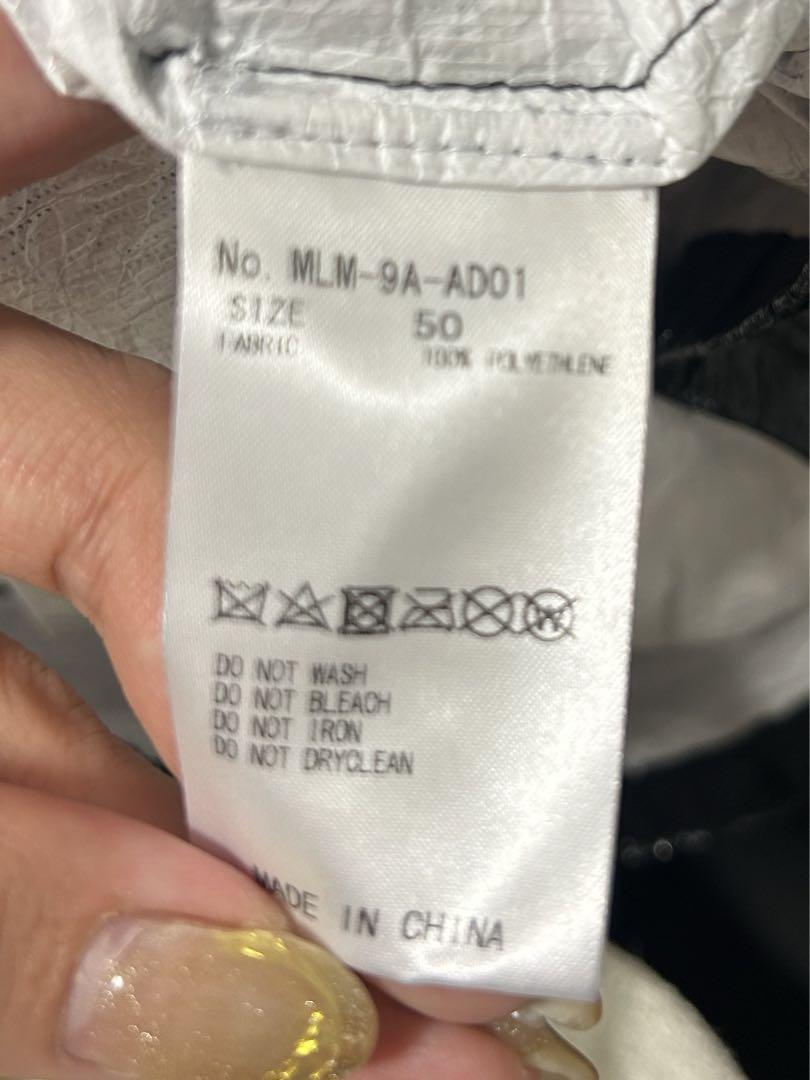 No. MLM-9A-AD01
SIZE 50
FABRIC 100% POLYETHLENE
DO NOT WASH
DO NOT BLEACH
DO NOT IRON
DO NOT DRYCLEAN
MADE IN CHINA